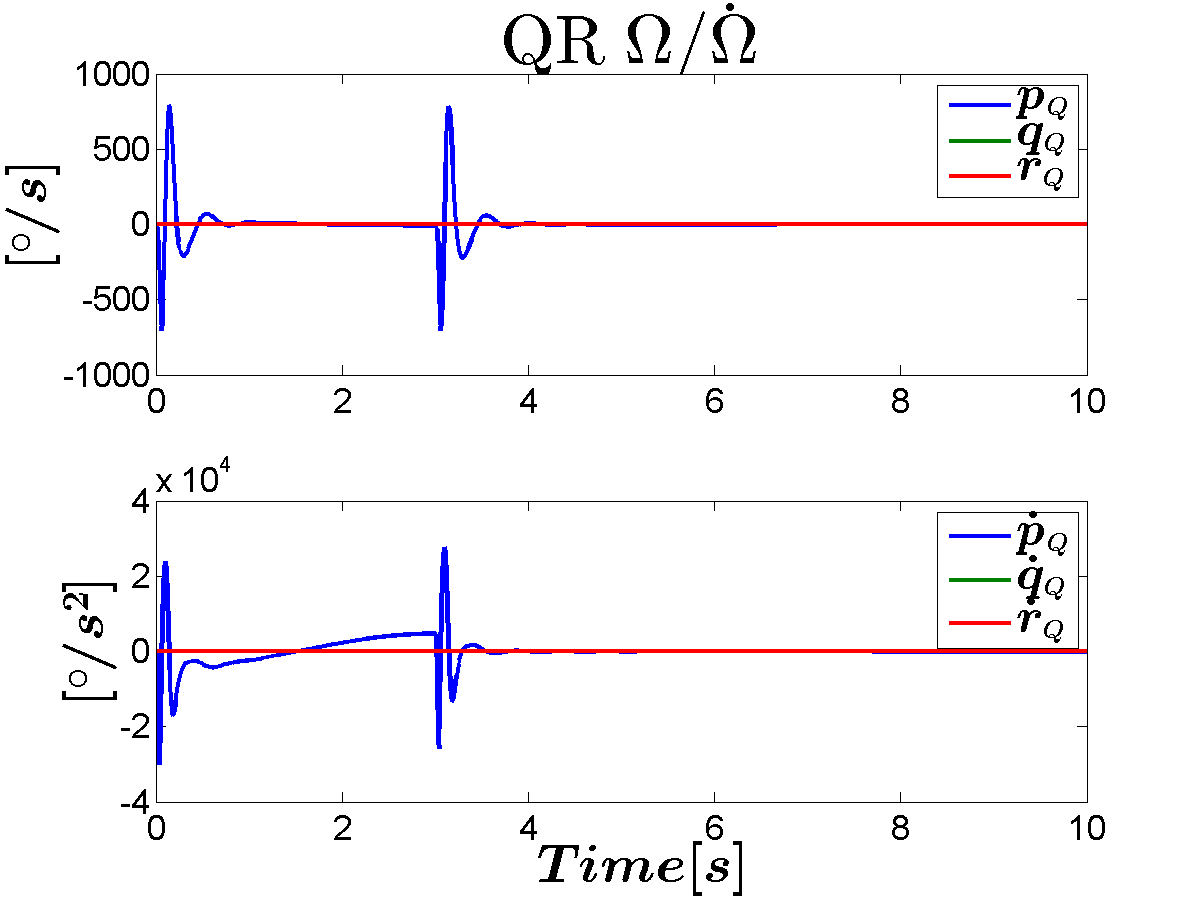 QR Ω/Ω̇
1000
500
0
-500
-1000
[°/s]
p_Q
q_Q
r_Q
0 2 4 6 8 10
x 10^4
4
2
0
-2
-4
[°/s^2]
ṗ_Q
q̇_Q
ṙ_Q
0 2 4 6 8 10
Time[s]